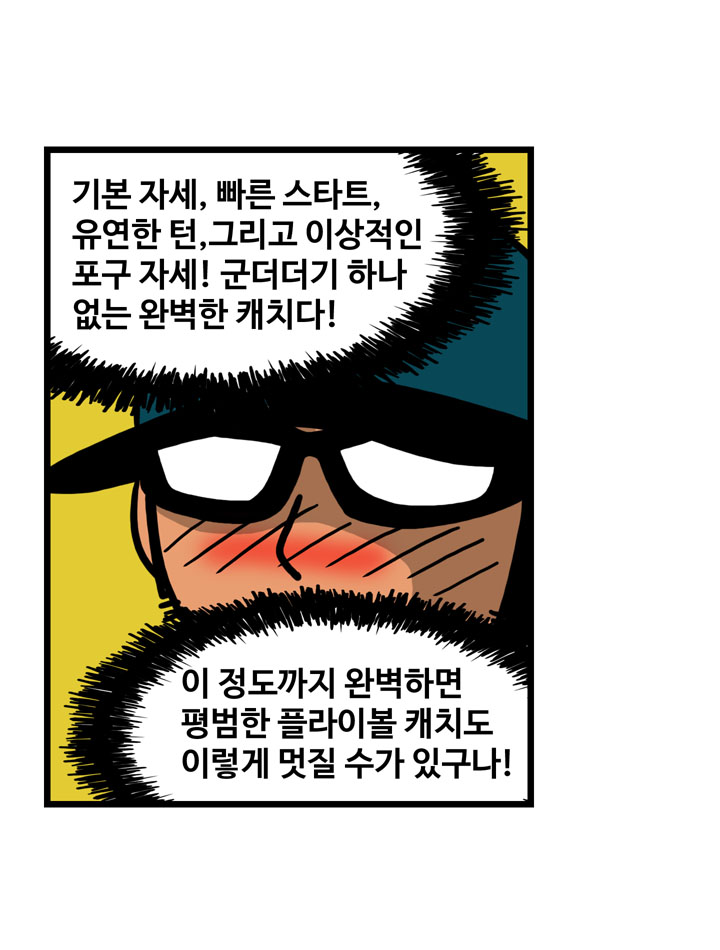 기본 자세, 빠른 스타트,
유연한 턴,그리고 이상적인
포구 자세! 군더더기 하나
없는 완벽한 캐치다!
이 정도까지 완벽하면
평범한 플라이볼 캐치도
이렇게 멋질 수가 있구나!